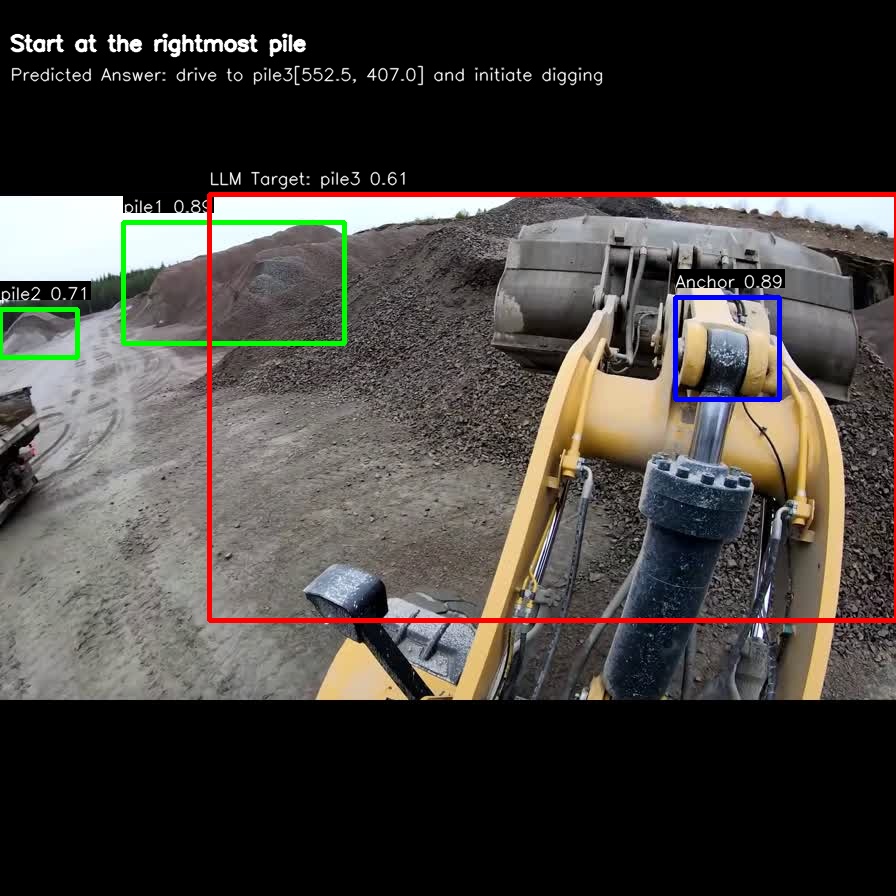 Start at the rightmost pile
Predicted Answer: drive to pile3[552.5, 407.0] and initiate digging
LLM Target: pile3 0.61
pile1 0.89
Anchor 0.89
pile2 0.71